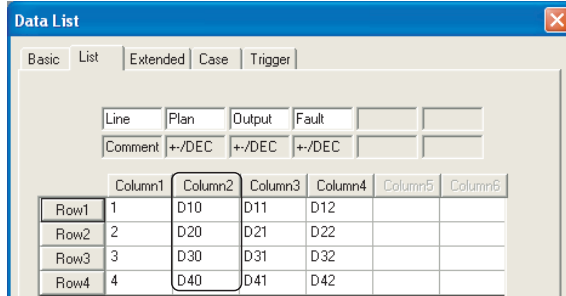 Data List
Basic List Extended Case Trigger
Line Plan Output Fault
Comment +-/DEC +-/DEC +-/DEC
Column1 Column2 Column3 Column4 Column5 Column6
Row1 1 D10 D11 D12
Row2 2 D20 D21 D22
Row3 3 D30 D31 D32
Row4 4 D40 D41 D42